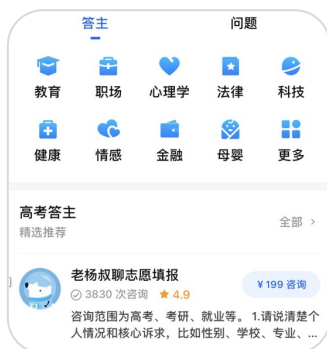 答主 问题
教育 职场 心理学 法律 科技
健康 情感 金融 母婴 更多
高考答主
全部 >
精选推荐
老杨叔聊志愿填报
3830 次咨询 4.9
¥199 咨询
咨询范围为高考、考研、就业等。 1.请说清楚个
人情况和核心诉求，比如性别、学校、专业、...